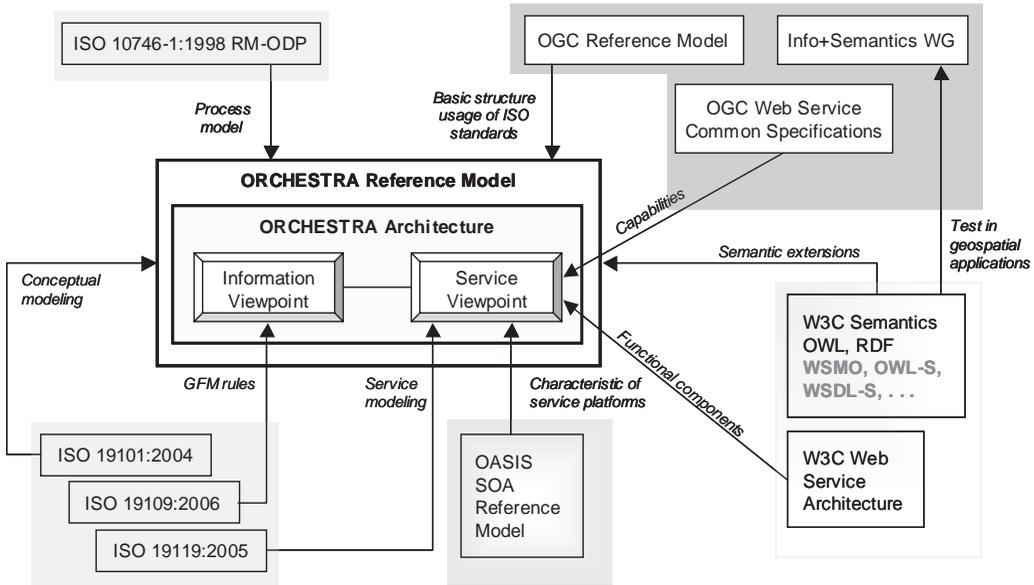 ISO 10746-1:1998 RM-ODP
OGC Reference Model
Info+Semantics WG
Process
model
Basic structure
usage of ISO
standards
OGC Web Service
Common Specifications
ORCHESTRA Reference Model
ORCHESTRA Architecture
Capabilities
Information
Viewpoint
Service
Viewpoint
Conceptual
modeling
Semantic extensions
Test in
geospatial
applications
W3C Semantics
OWL, RDF
WSMO, OWL-S,
WSDL-S, . . .
Functional components
GFM rules
Service
modeling
Characteristic of
service platforms
ISO 19101:2004
ISO 19109:2006
ISO 19119:2005
OASIS
SOA
Reference
Model
W3C Web
Service
Architecture